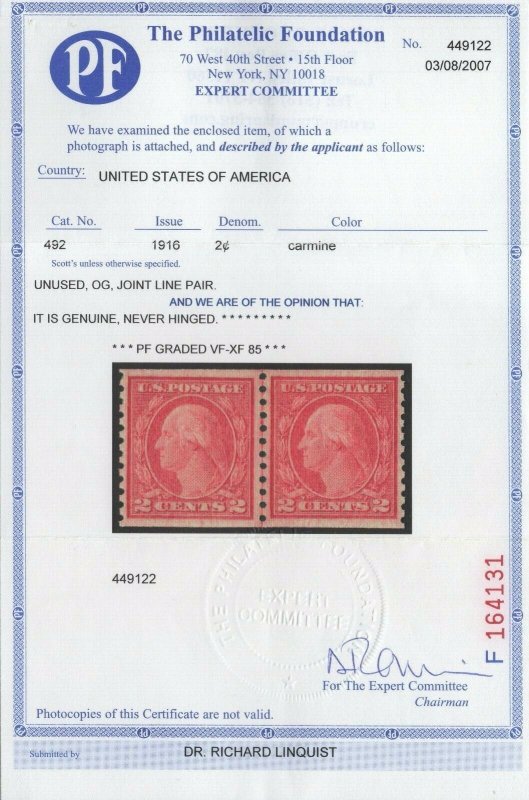 PF
The Philatelic Foundation
70 West 40th Street • 15th Floor
New York, NY 10018
EXPERT COMMITTEE
No. 449122
03/08/2007
We have examined the enclosed item, of which a
photograph is attached, and described by the applicant as follows:
Country: UNITED STATES OF AMERICA
Cat. No. Issue Denom. Color
492 1916 2¢ carmine
Scott's unless otherwise specified.
UNUSED, OG, JOINT LINE PAIR.
AND WE ARE OF THE OPINION THAT:
IT IS GENUINE, NEVER HINGED. * * * * * * * * *
* * * PF GRADED VF-XF 85 * * *
U.S. POSTAGE U.S. POSTAGE
2 CENTS 2 2 CENTS 2
449122
THE PHILATELIC FOUNDATION
EXPERT
COMMITTEE
F 164131
For The Expert Committee
Chairman
Photocopies of this Certificate are not valid.
Submitted by DR. RICHARD LINQUIST